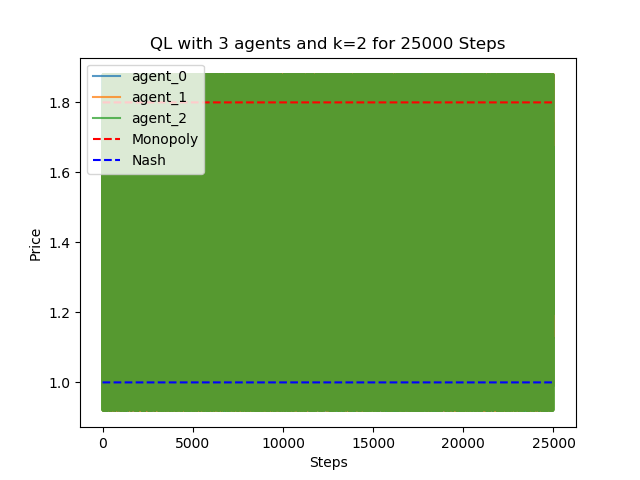 QL with 3 agents and k=2 for 25000 Steps
agent_0
agent_1
agent_2
Monopoly
Nash
1.8
1.6
1.4
1.2
1.0
Price
0
5000
10000
15000
20000
25000
Steps